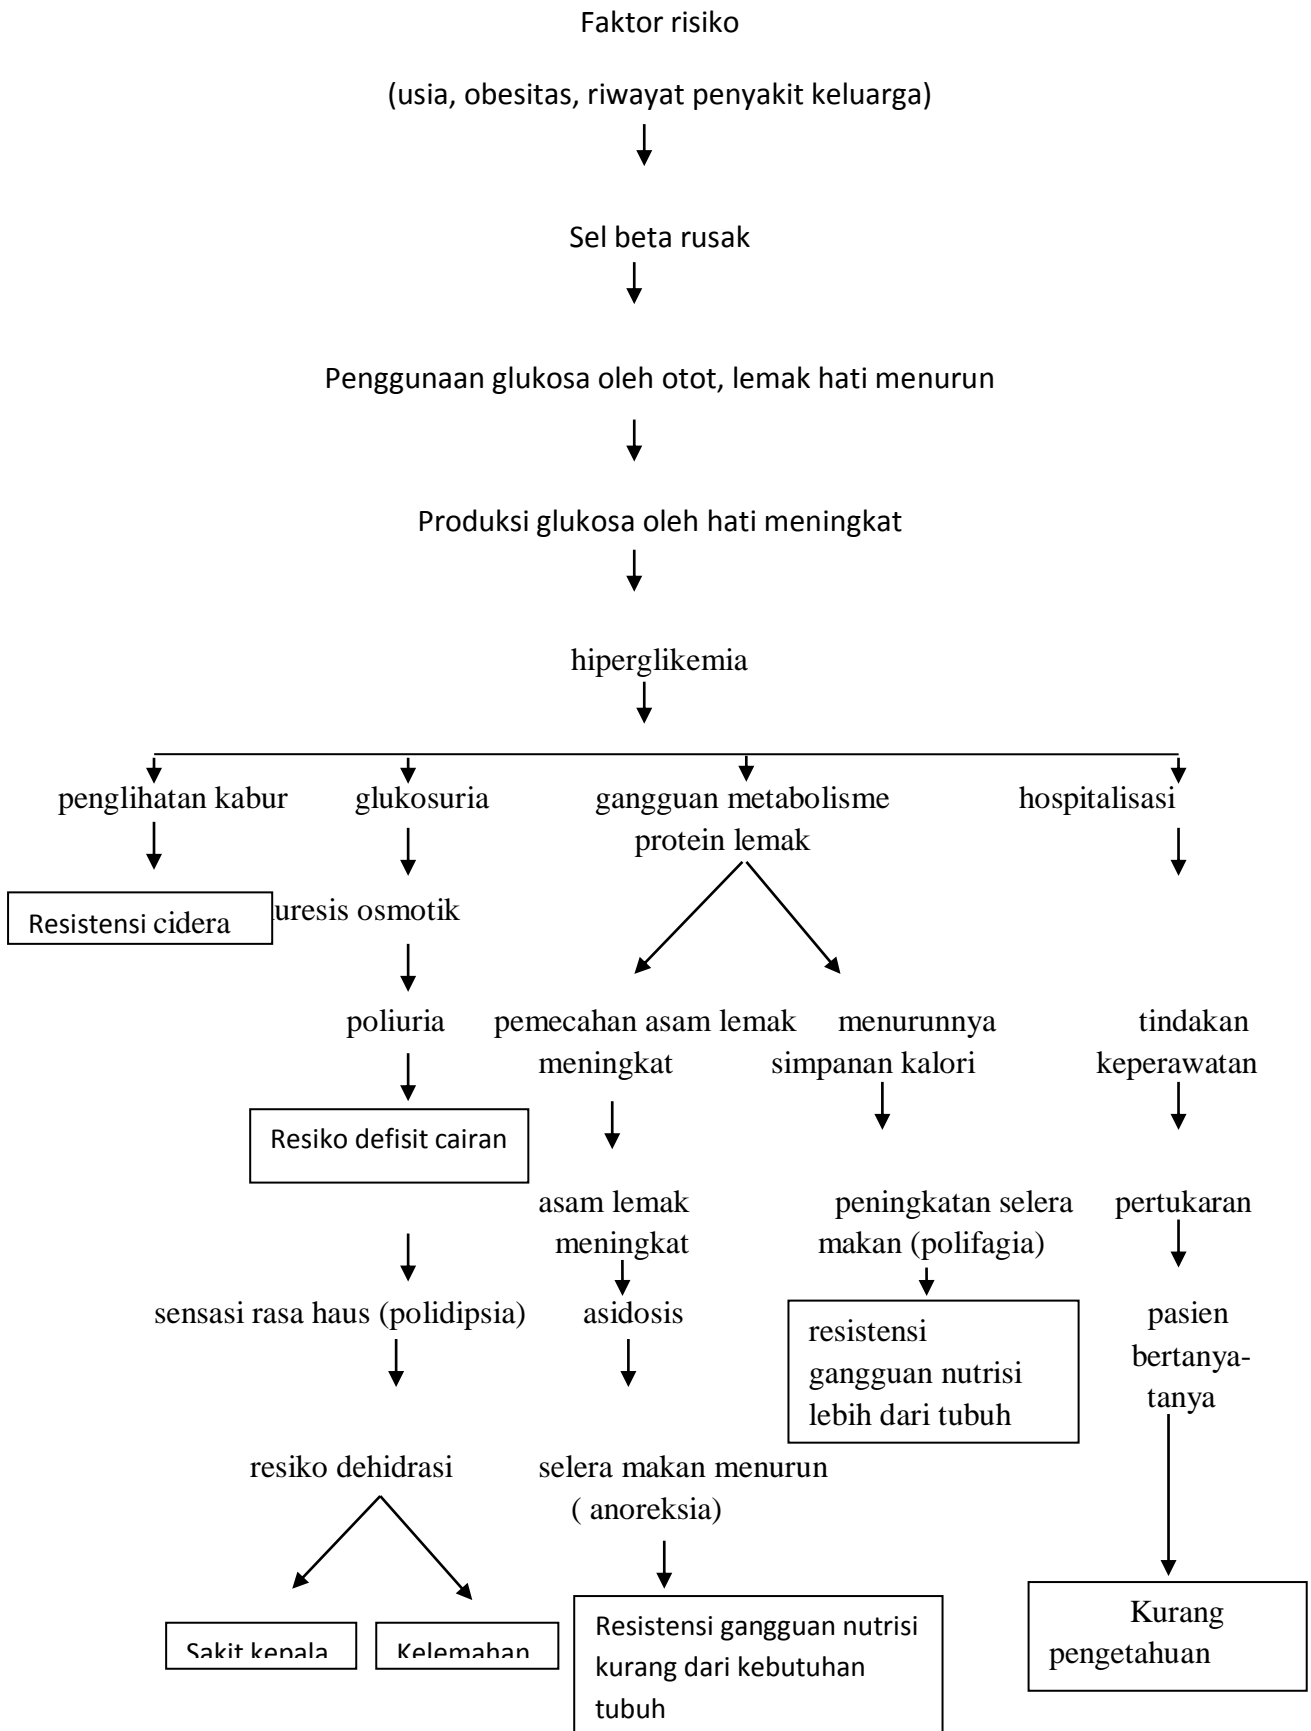 Faktor risiko
(usia, obesitas, riwayat penyakit keluarga)
Sel beta rusak
Penggunaan glukosa oleh otot, lemak hati menurun
Produksi glukosa oleh hati meningkat
hiperglikemia
penglihatan kabur
glukosuria
gangguan metabolisme
protein lemak
hospitalisasi
Resistensi cidera
uresis osmotik
poliuria
pemecahan asam lemak
meningkat
menurunnya
simpanan kalori
tindakan
keperawatan
Resiko defisit cairan
asam lemak
meningkat
peningkatan selera
makan (polifagia)
pertukaran
sensasi rasa haus (polidipsia)
asidosis
resistensi
gangguan nutrisi
lebih dari tubuh
pasien
bertanya-
tanya
resiko dehidrasi
selera makan menurun
( anoreksia)
Sakit kepala
Kelemahan
Resistensi gangguan nutrisi
kurang dari kebutuhan
tubuh
Kurang
pengetahuan